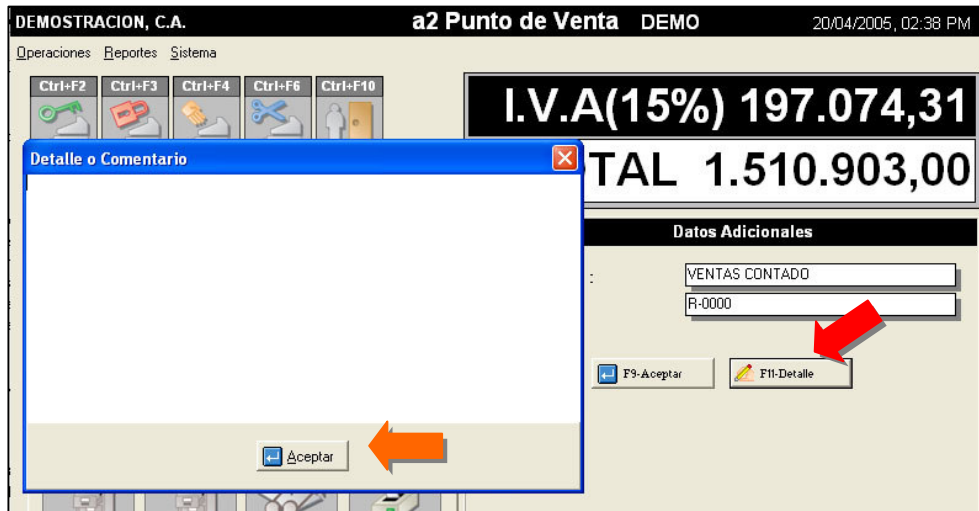 DEMOSTRACION, C.A. a2 Punto de Venta DEMO 20/04/2005, 02:38 PM
Operaciones Reportes Sistema
Ctrl+F2 Ctrl+F3 Ctrl+F4 Ctrl+F6 Ctrl+F10
I.V.A(15%) 197.074,31
TAL 1.510.903,00
Detalle o Comentario
Datos Adicionales
: VENTAS CONTADO
R-0000
F9-Aceptar F11-Detalle
Aceptar